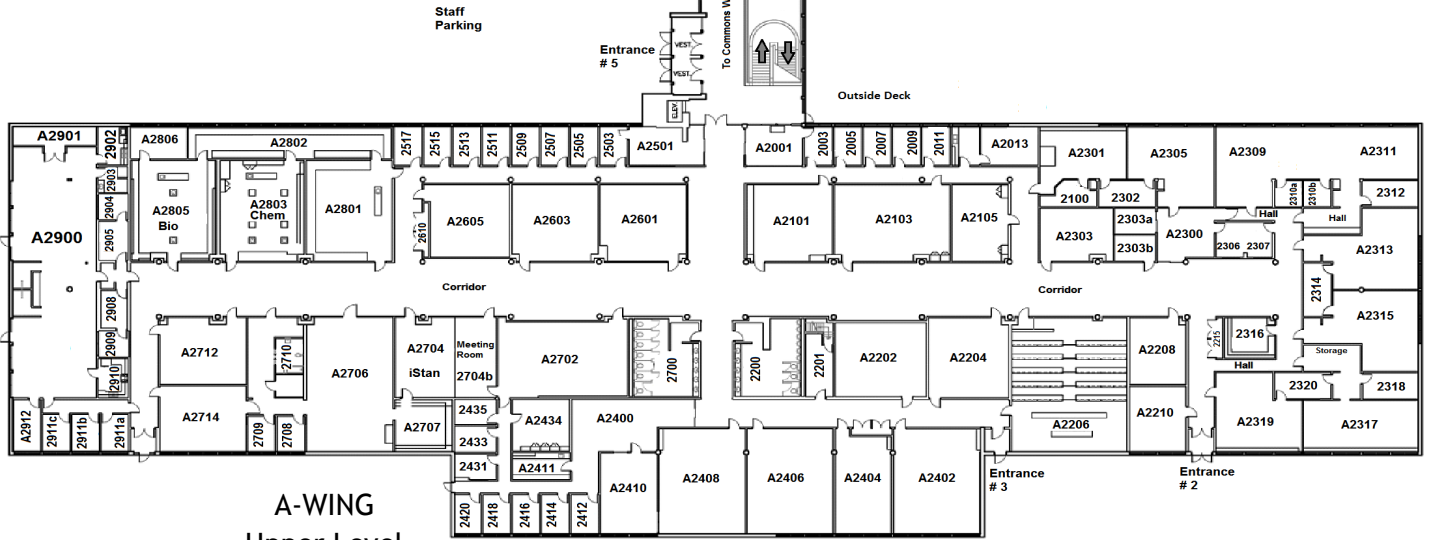 Staff
Parking
Entrance
# 5
VEST
VEST
To Commons W
ELEV
Outside Deck
A2901
2902
A2806
A2802
2517
2515
2513
2511
2509
2507
2505
2503
A2501
A2001
2003
2005
2007
2009
2011
A2013
A2301
A2305
A2309
A2311
2903
2904
2905
A2900
A2805
Bio
A2803
Chem
A2801
2610
A2605
A2603
A2601
A2101
A2103
A2105
2100
2302
2310a
2310b
2312
A2303
2303a
2303b
A2300
Hall
Hall
2306
2307
A2313
Corridor
Corridor
2314
2908
2909
2910
A2712
2710
A2706
A2704
iStan
Meeting
Room
2704b
A2702
2700
2200
2201
A2202
A2204
A2208
2215
2316
A2315
Storage
Hall
A2912
2911c
2911b
2911a
A2714
2709
2708
A2707
2435
2433
2431
A2434
A2400
A2411
A2206
A2210
A2319
2320
2318
A2317
2420
2418
2416
2414
2412
A2410
A2408
A2406
A2404
A2402
Entrance
# 3
Entrance
# 2
A-WING
Upper Level